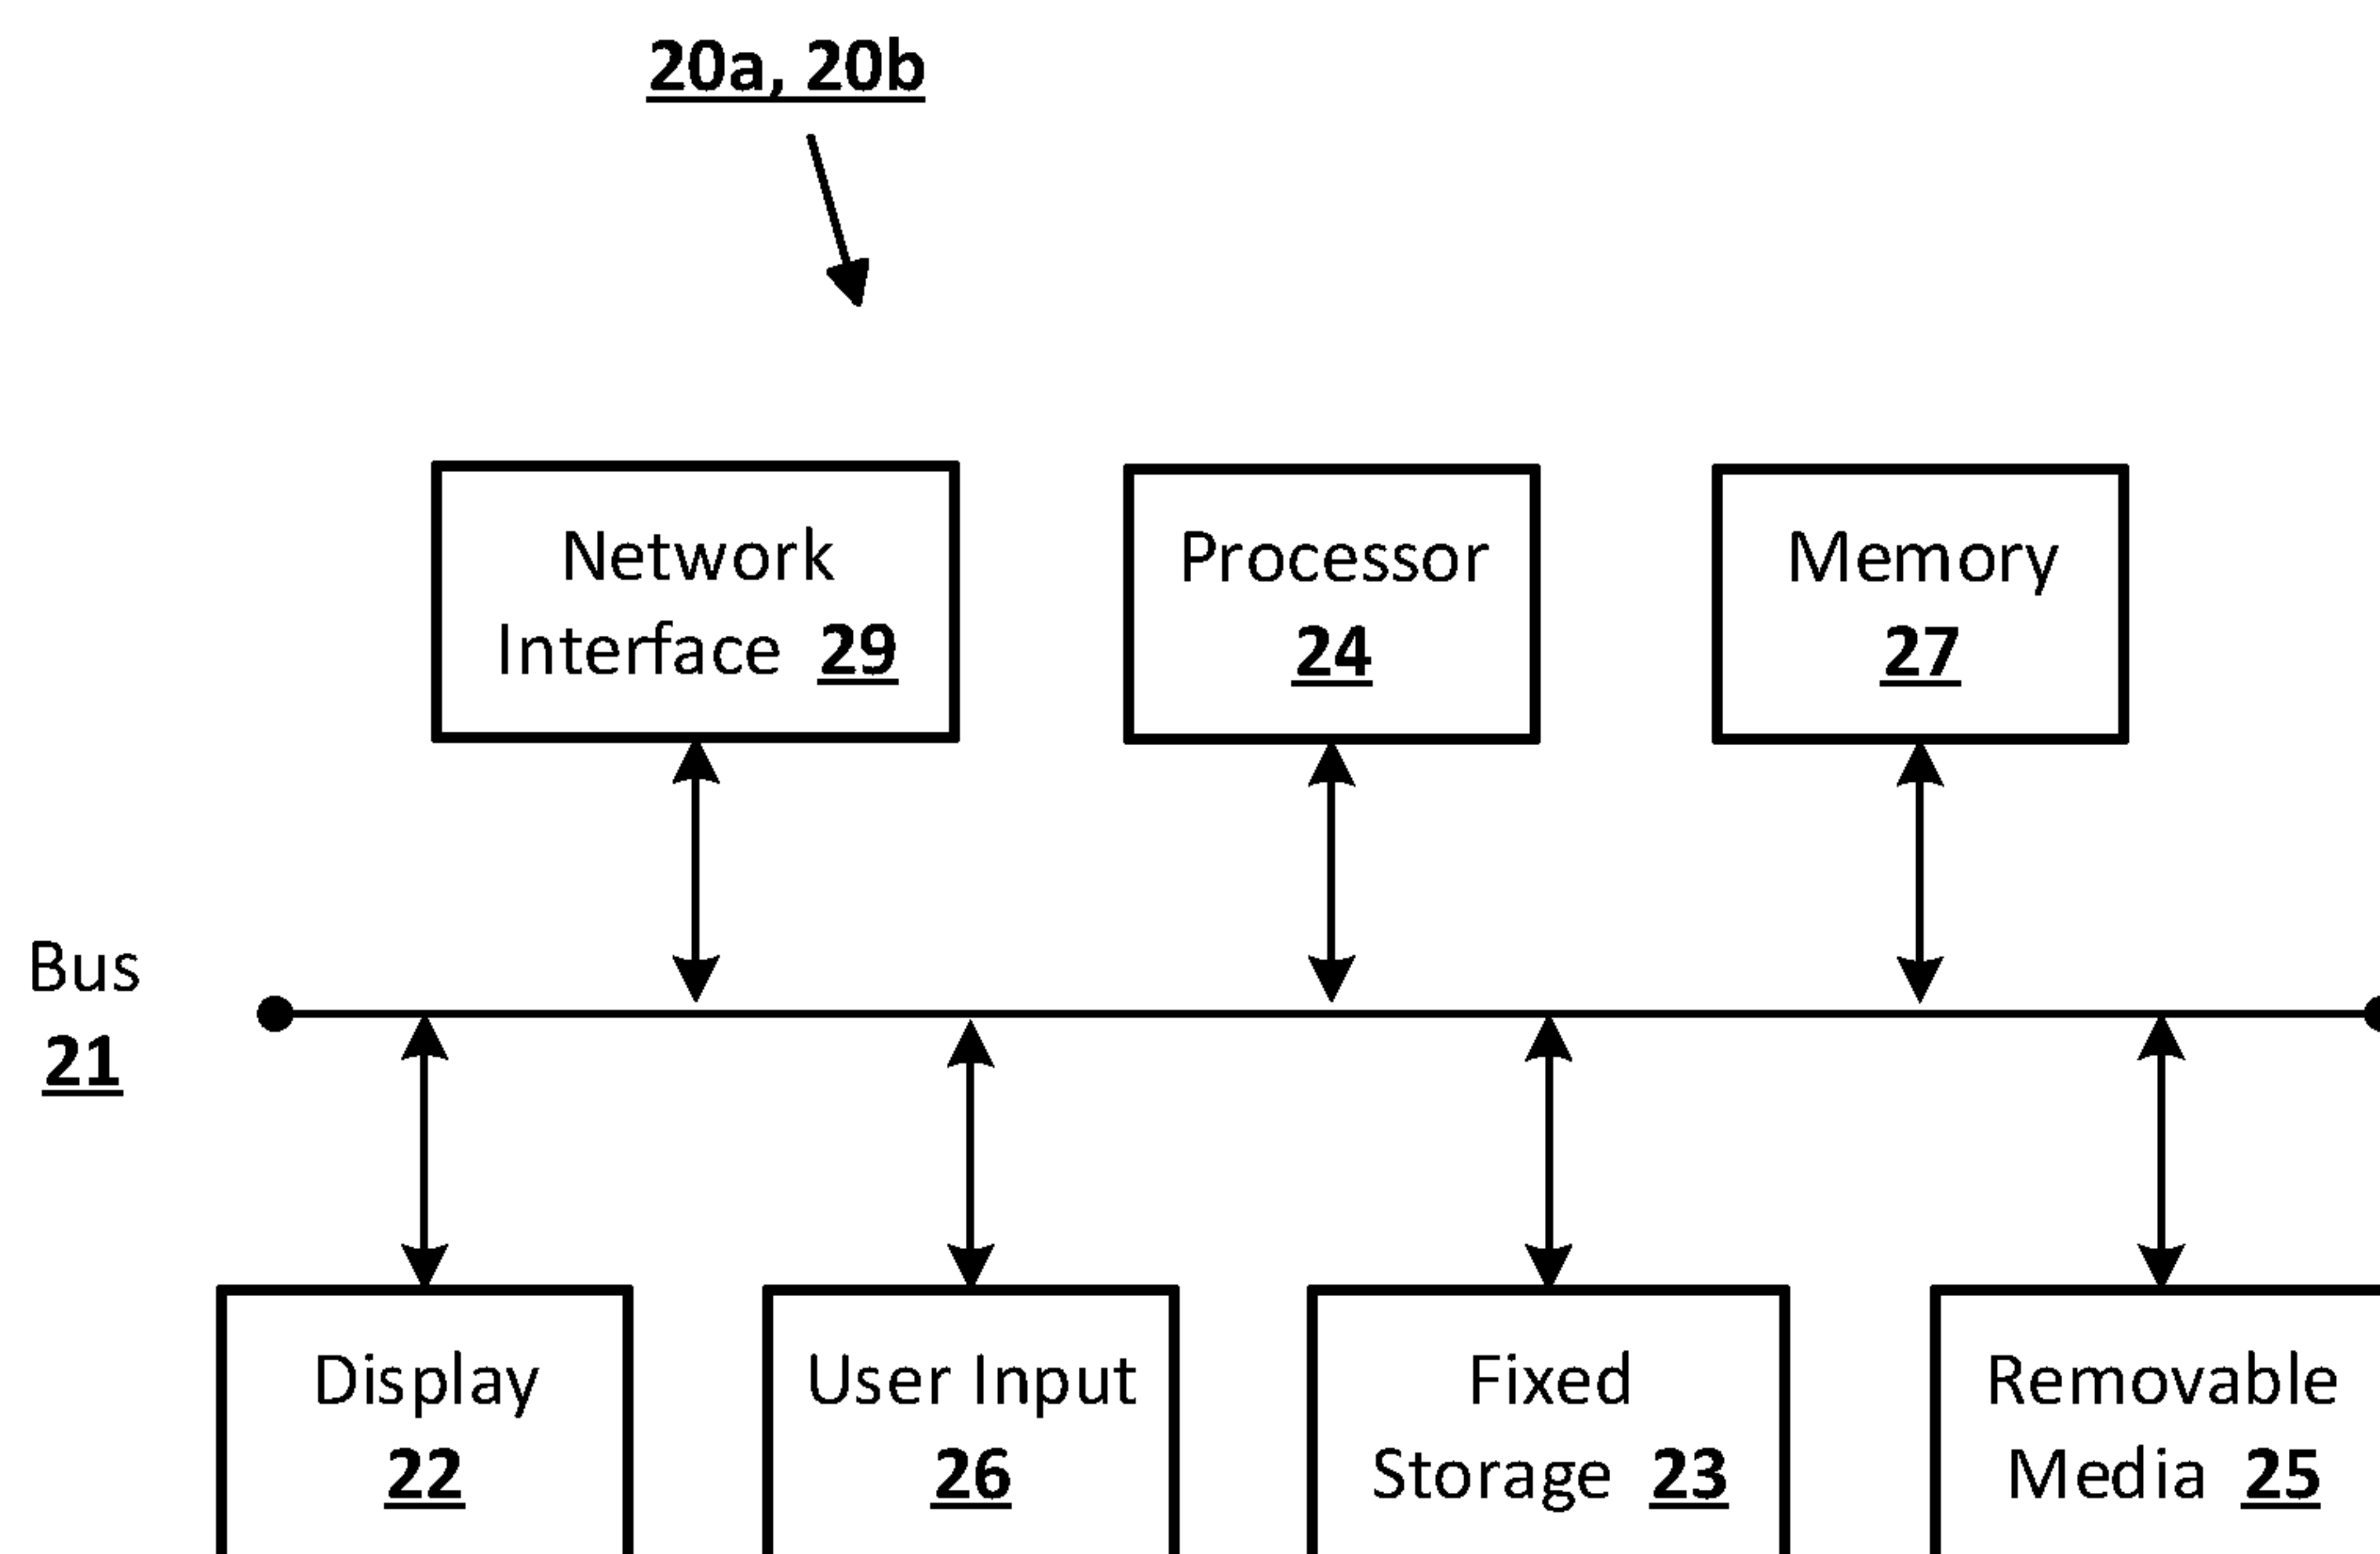 20a, 20b
Network
Interface 29
Processor
24
Memory
27
Bus
21
Display
22
User Input
26
Fixed
Storage 23
Removable
Media 25